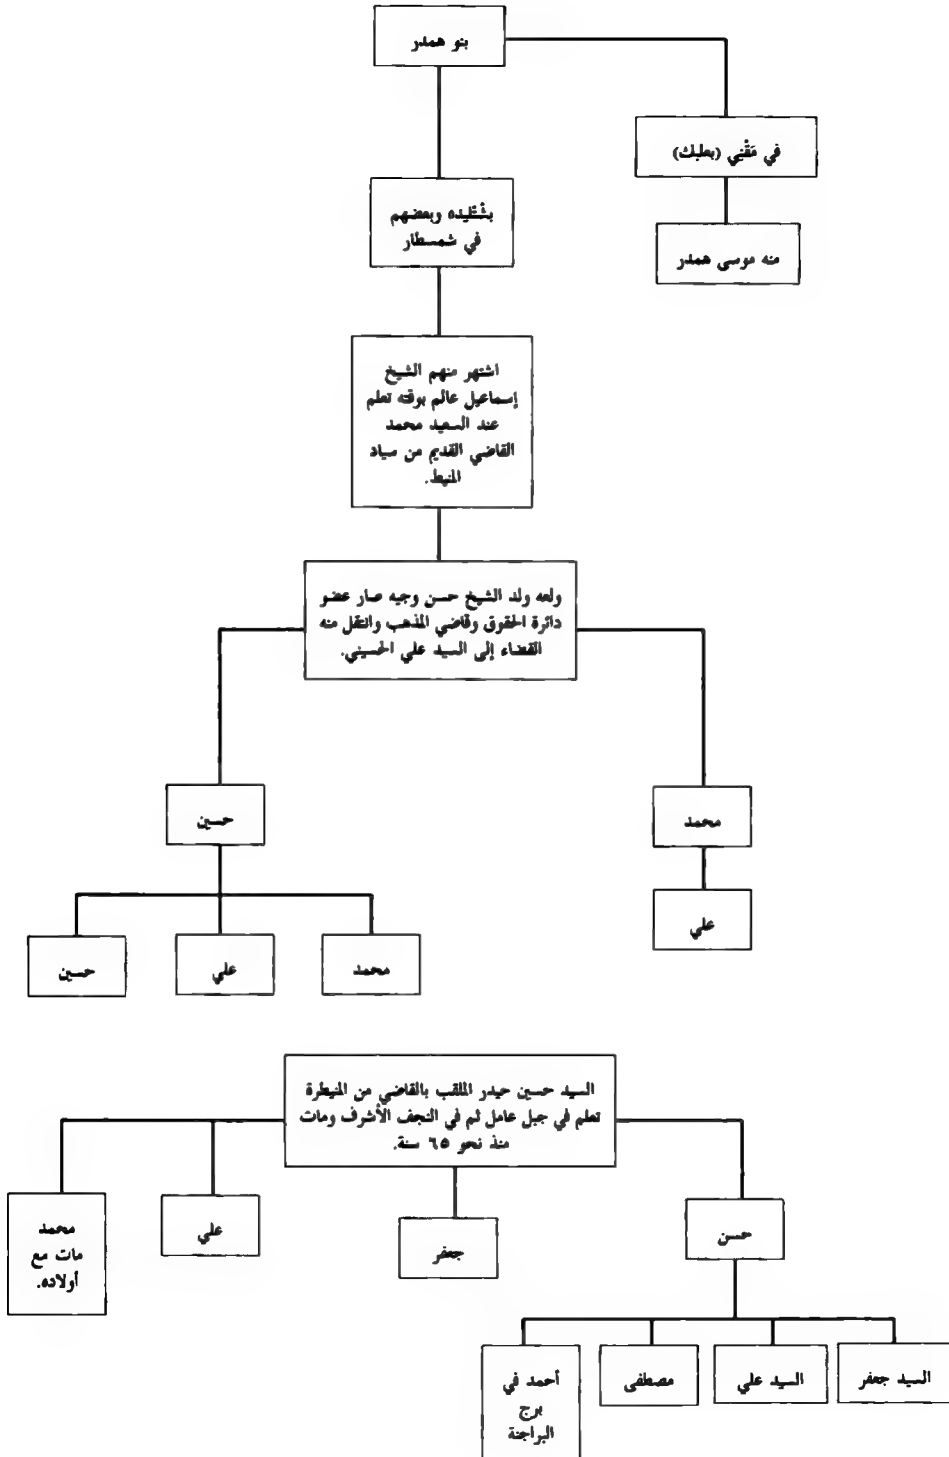 بنو همدر
في مَقْنِي (بعلبك)
منه موسى همدر
بشْتليده وبعضهم
في شمسطار
اشتهر منهم الشيخ
إسماعيل عالم بوقته تعلم
عند السعيد محمد
القاضي القديم من سياد
المنيط.
ولعه ولد الشيخ حسن وجيه صار عضو
دائرة الحقوق وقاضي المذهب وانتقل منه
القضاء إلى السيد علي الحسيني.
محمد
علي
حسين
محمد
علي
حسين
السيد حسين حيدر الملقب بالقاضي من المنيطرة
تعلم في جبل عامل ثم في النجف الأشرف ومات
منذ نحو ٦٥ سنة.
حسن
جعفر
علي
محمد
مات مع
أولاده.
السيد جعفر
السيد علي
مصطفى
أحمد في
برج
البراجنة